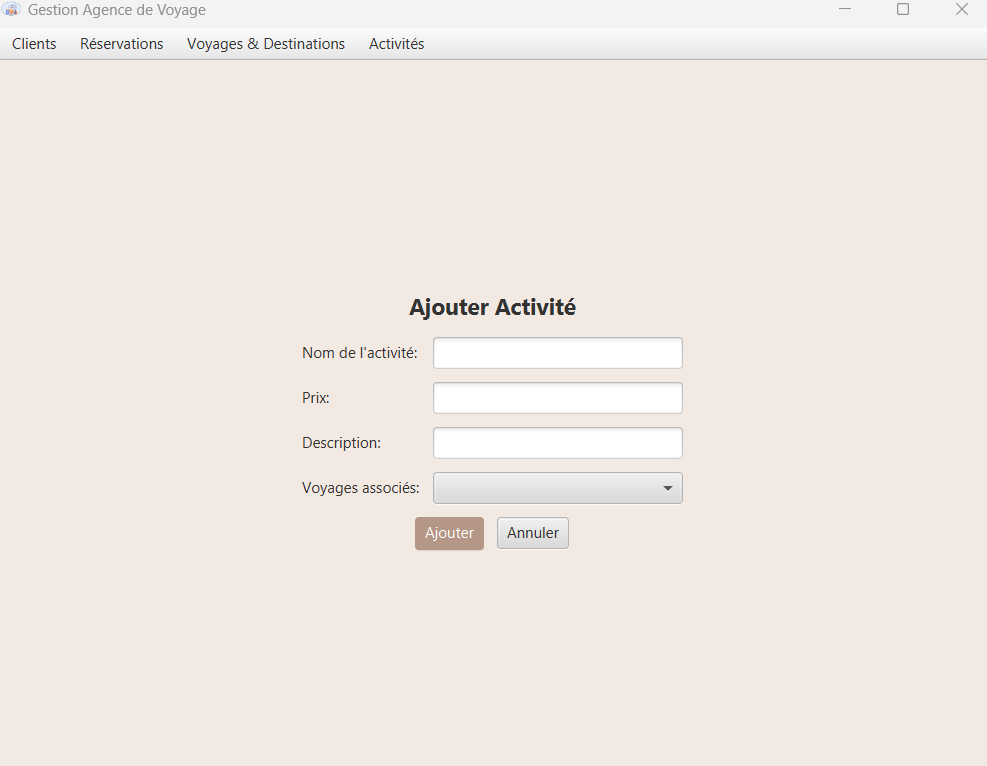 Gestion Agence de Voyage
Clients Réservations Voyages & Destinations Activités
Ajouter Activité
Nom de l'activité:
Prix:
Description:
Voyages associés:
Ajouter Annuler